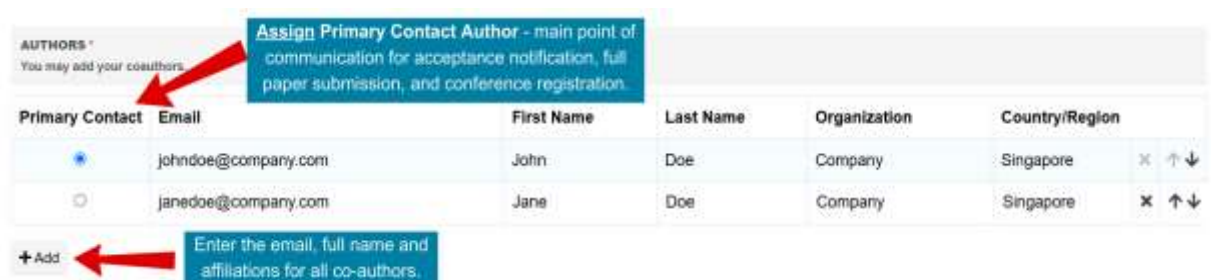 AUTHORS *
You may add your coauthors.
Assign Primary Contact Author - main point of
communication for acceptance notification, full
paper submission, and conference registration.
Primary Contact Email First Name Last Name Organization Country/Region
johndoe@company.com John Doe Company Singapore
janedoe@company.com Jane Doe Company Singapore
+ Add
Enter the email, full name and
affiliations for all co-authors.